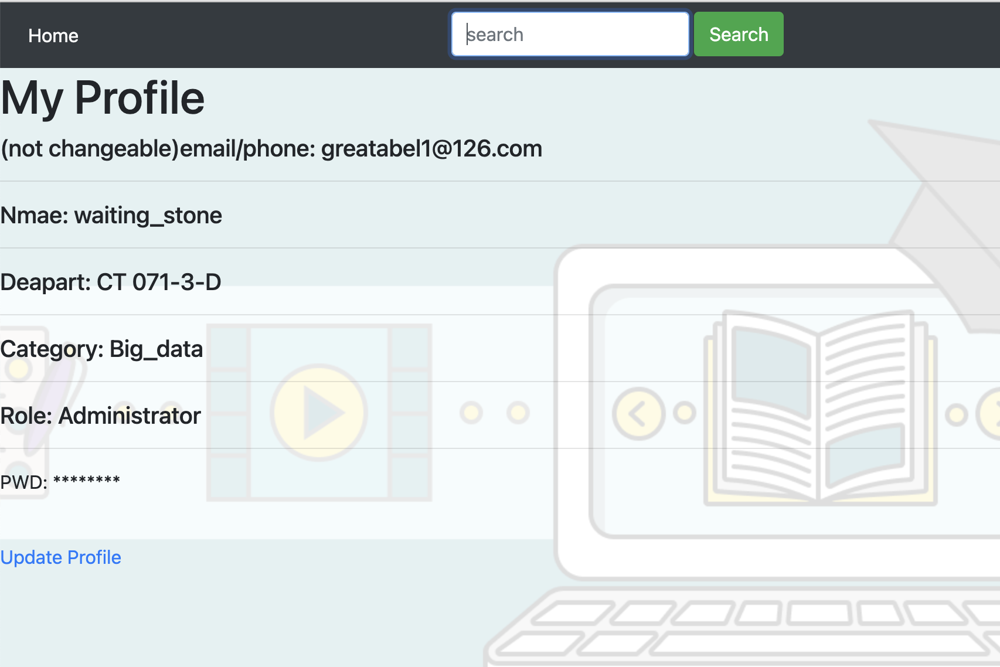 Home
search
Search
My Profile
(not changeable)email/phone: greatabel1@126.com
Nmae: waiting_stone
Deapart: CT 071-3-D
Category: Big_data
Role: Administrator
PWD: ********
Update Profile